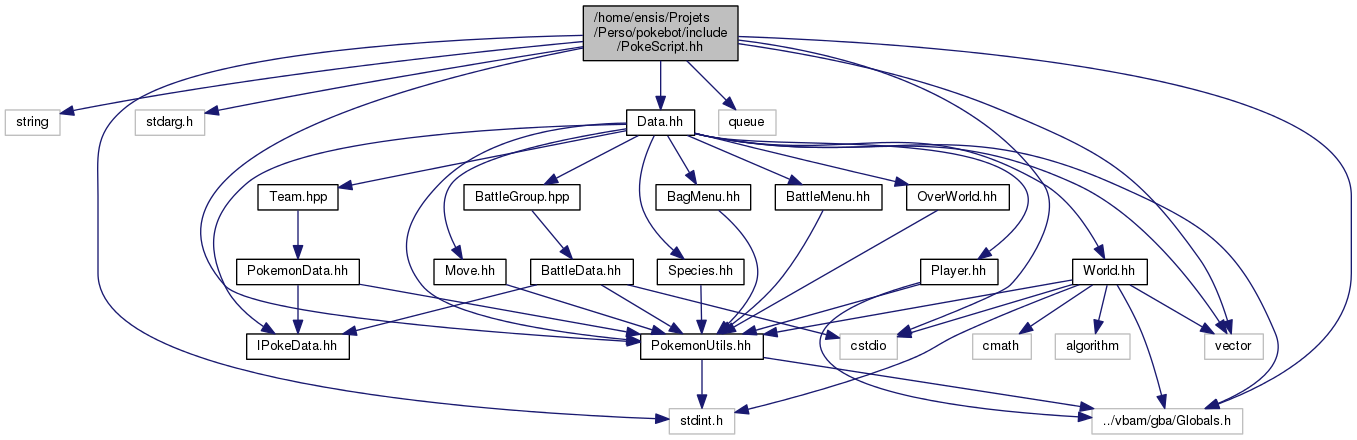 /home/ensis/Projets
/Perso/pokebot/include
/PokeScript.hh
string
stdarg.h
Data.hh
queue
Team.hpp
BattleGroup.hpp
BagMenu.hh
BattleMenu.hh
OverWorld.hh
PokemonData.hh
Move.hh
BattleData.hh
Species.hh
Player.hh
World.hh
IPokeData.hh
PokemonUtils.hh
cstdio
cmath
algorithm
vector
stdint.h
../vbam/gba/Globals.h